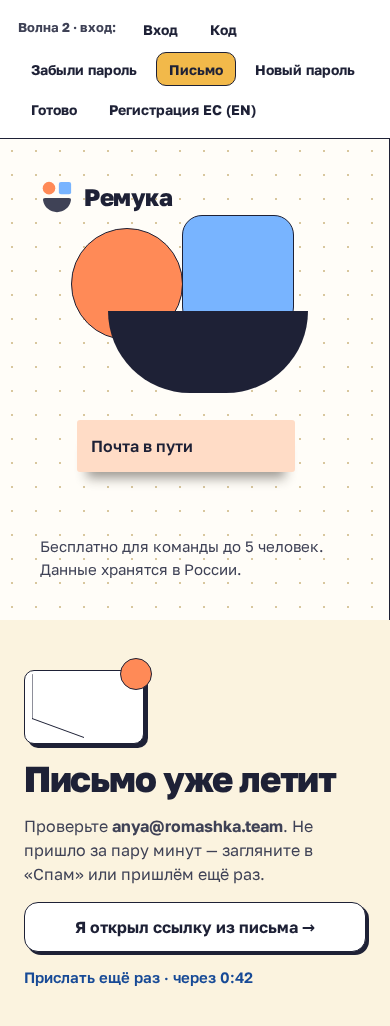 Волна 2 · вход:
Вход
Код
Забыли пароль
Письмо
Новый пароль
Готово
Регистрация ЕС (EN)
Ремука
Почта в пути
Бесплатно для команды до 5 человек.
Данные хранятся в России.
Письмо уже летит
Проверьте anya@romashka.team. Не
пришло за пару минут — загляните в
«Спам» или пришлём ещё раз.
Я открыл ссылку из письма →
Прислать ещё раз · через 0:42